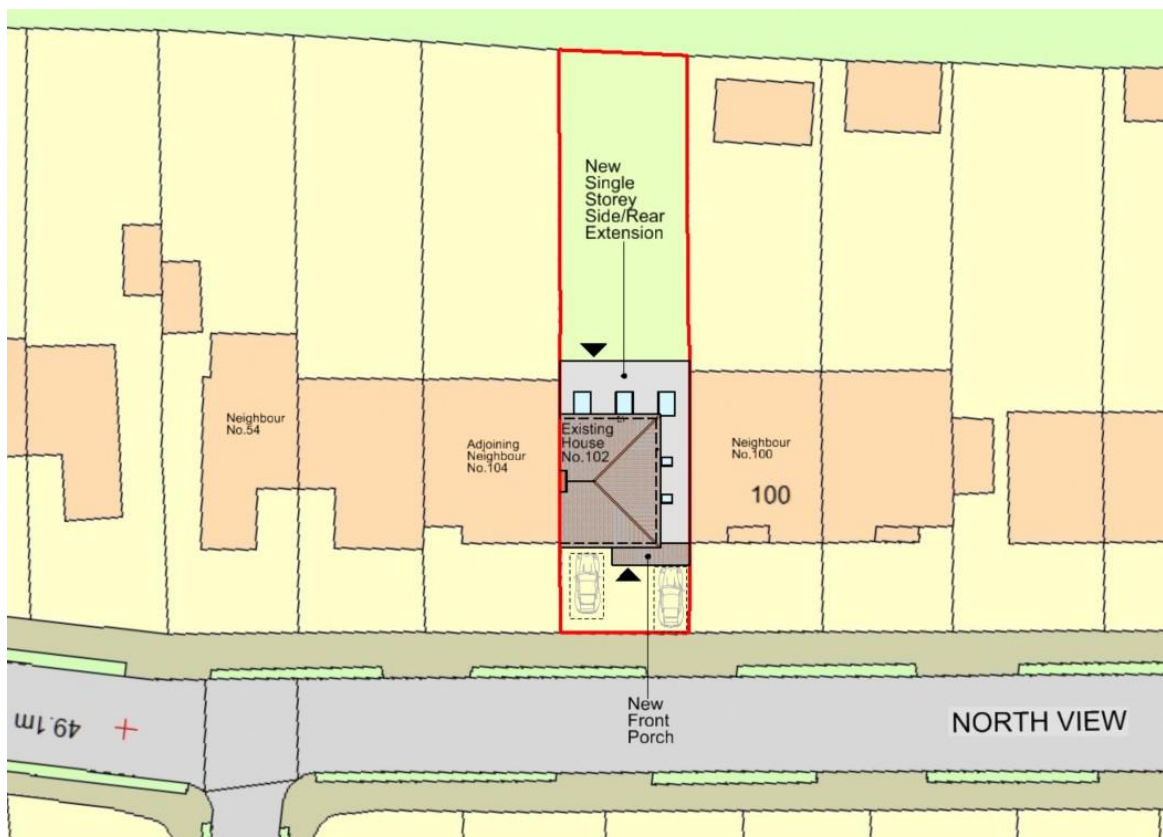 New
Single
Storey
Side/Rear
Extension
Neighbour
No.54
Adjoining
Neighbour
No.104
Existing
House
No.102
Neighbour
No.100
100
49.1m
NORTH VIEW
New
Front
Porch